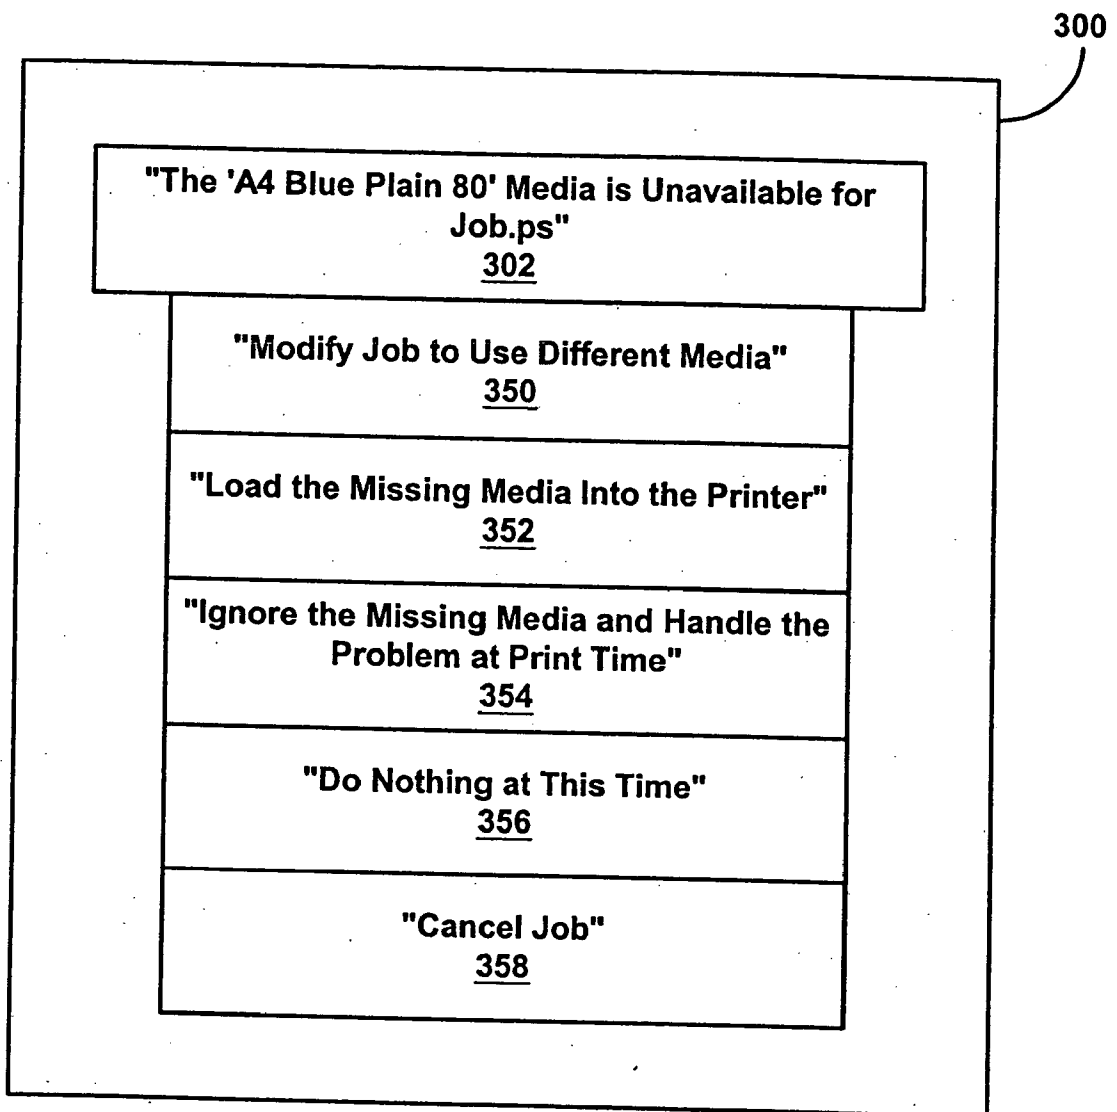 300
"The 'A4 Blue Plain 80' Media is Unavailable for
Job.ps"
302
"Modify Job to Use Different Media"
350
"Load the Missing Media Into the Printer"
352
"Ignore the Missing Media and Handle the
Problem at Print Time"
354
"Do Nothing at This Time"
356
"Cancel Job"
358